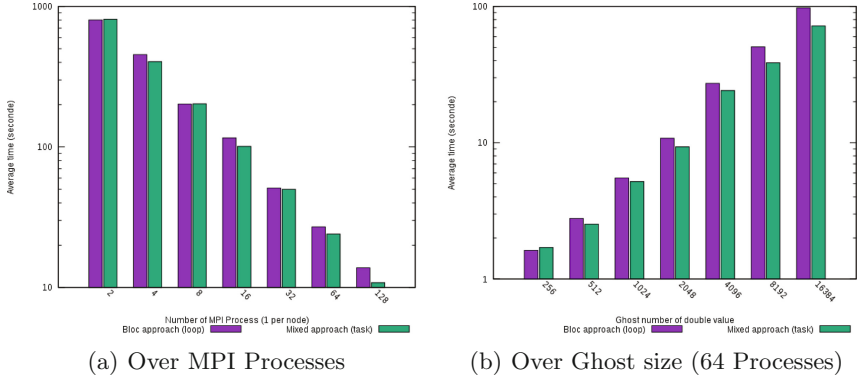 1000
100
10
Average time (seconde)
2
4
8
16
32
64
128
Number of MPI Process (1 per node)
Bloc approach (loop)
Mixed approach (task)
(a) Over MPI Processes
100
10
1
Average time (seconde)
256
512
1024
2048
4096
8192
16384
Ghost number of double value
Bloc approach (loop)
Mixed approach (task)
(b) Over Ghost size (64 Processes)